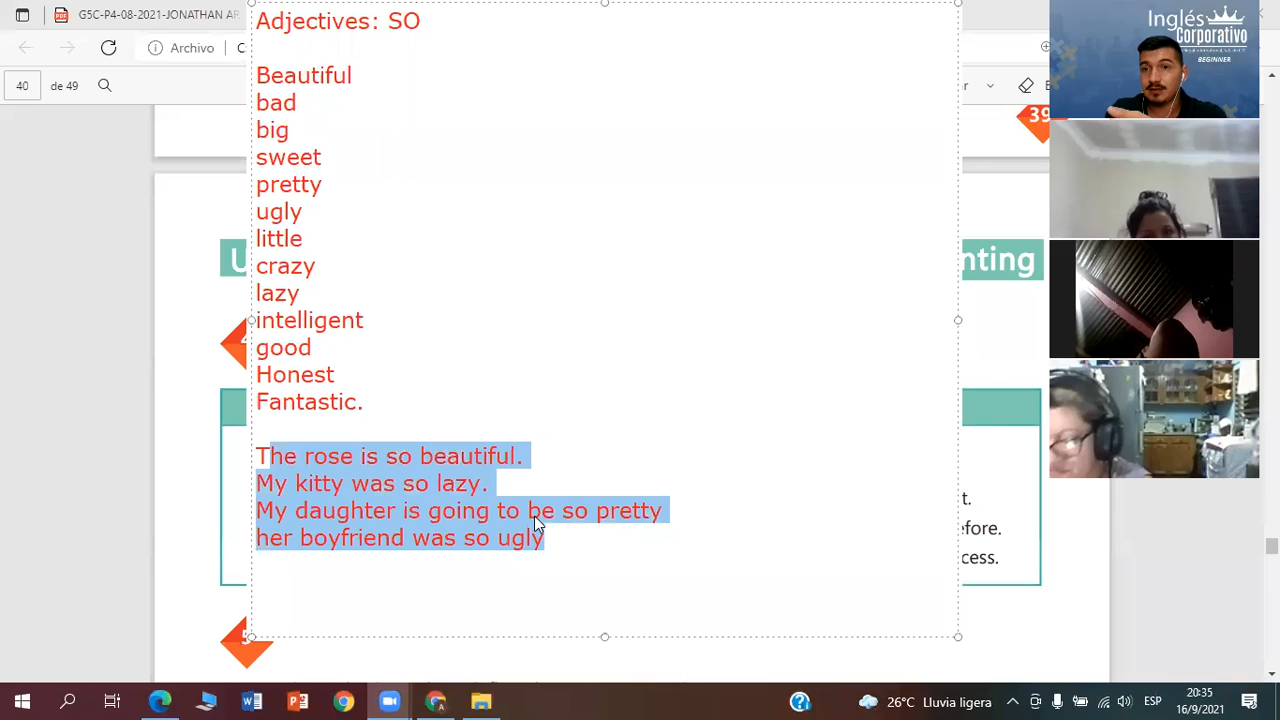 G5C-P4-08-2021-JONATHAN AR
Archivo
40 de 49
Adjectives: SO
Beautiful
bad
big
sweet
pretty
ugly
little
crazy
lazy
intelligent
good
Honest
Fantastic.
The rose is so beautiful.
My kitty was so lazy.
My daughter is going to be so pretty
her boyfriend was so ugly
39
U
nting
t.
efore.
cess.
Inglés
Corporativo
BEGINNER
26°C Lluvia ligera
ESP
20:35
16/9/2021